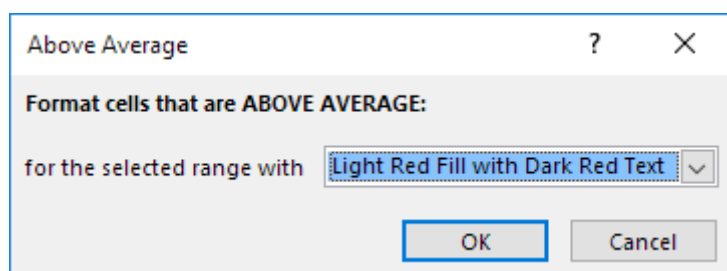 Above Average ?
Format cells that are ABOVE AVERAGE:
for the selected range with Light Red Fill with Dark Red Text
OK Cancel